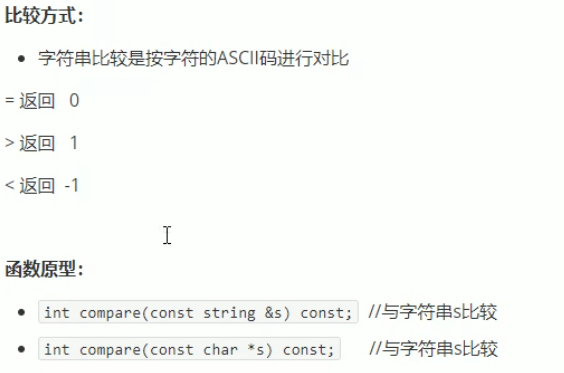 比较方式：
• 字符串比较是按字符的ASCII码进行对比
= 返回 0
> 返回 1
< 返回 -1
函数原型：
• int compare(const string &s) const; //与字符串s比较
• int compare(const char *s) const; //与字符串s比较